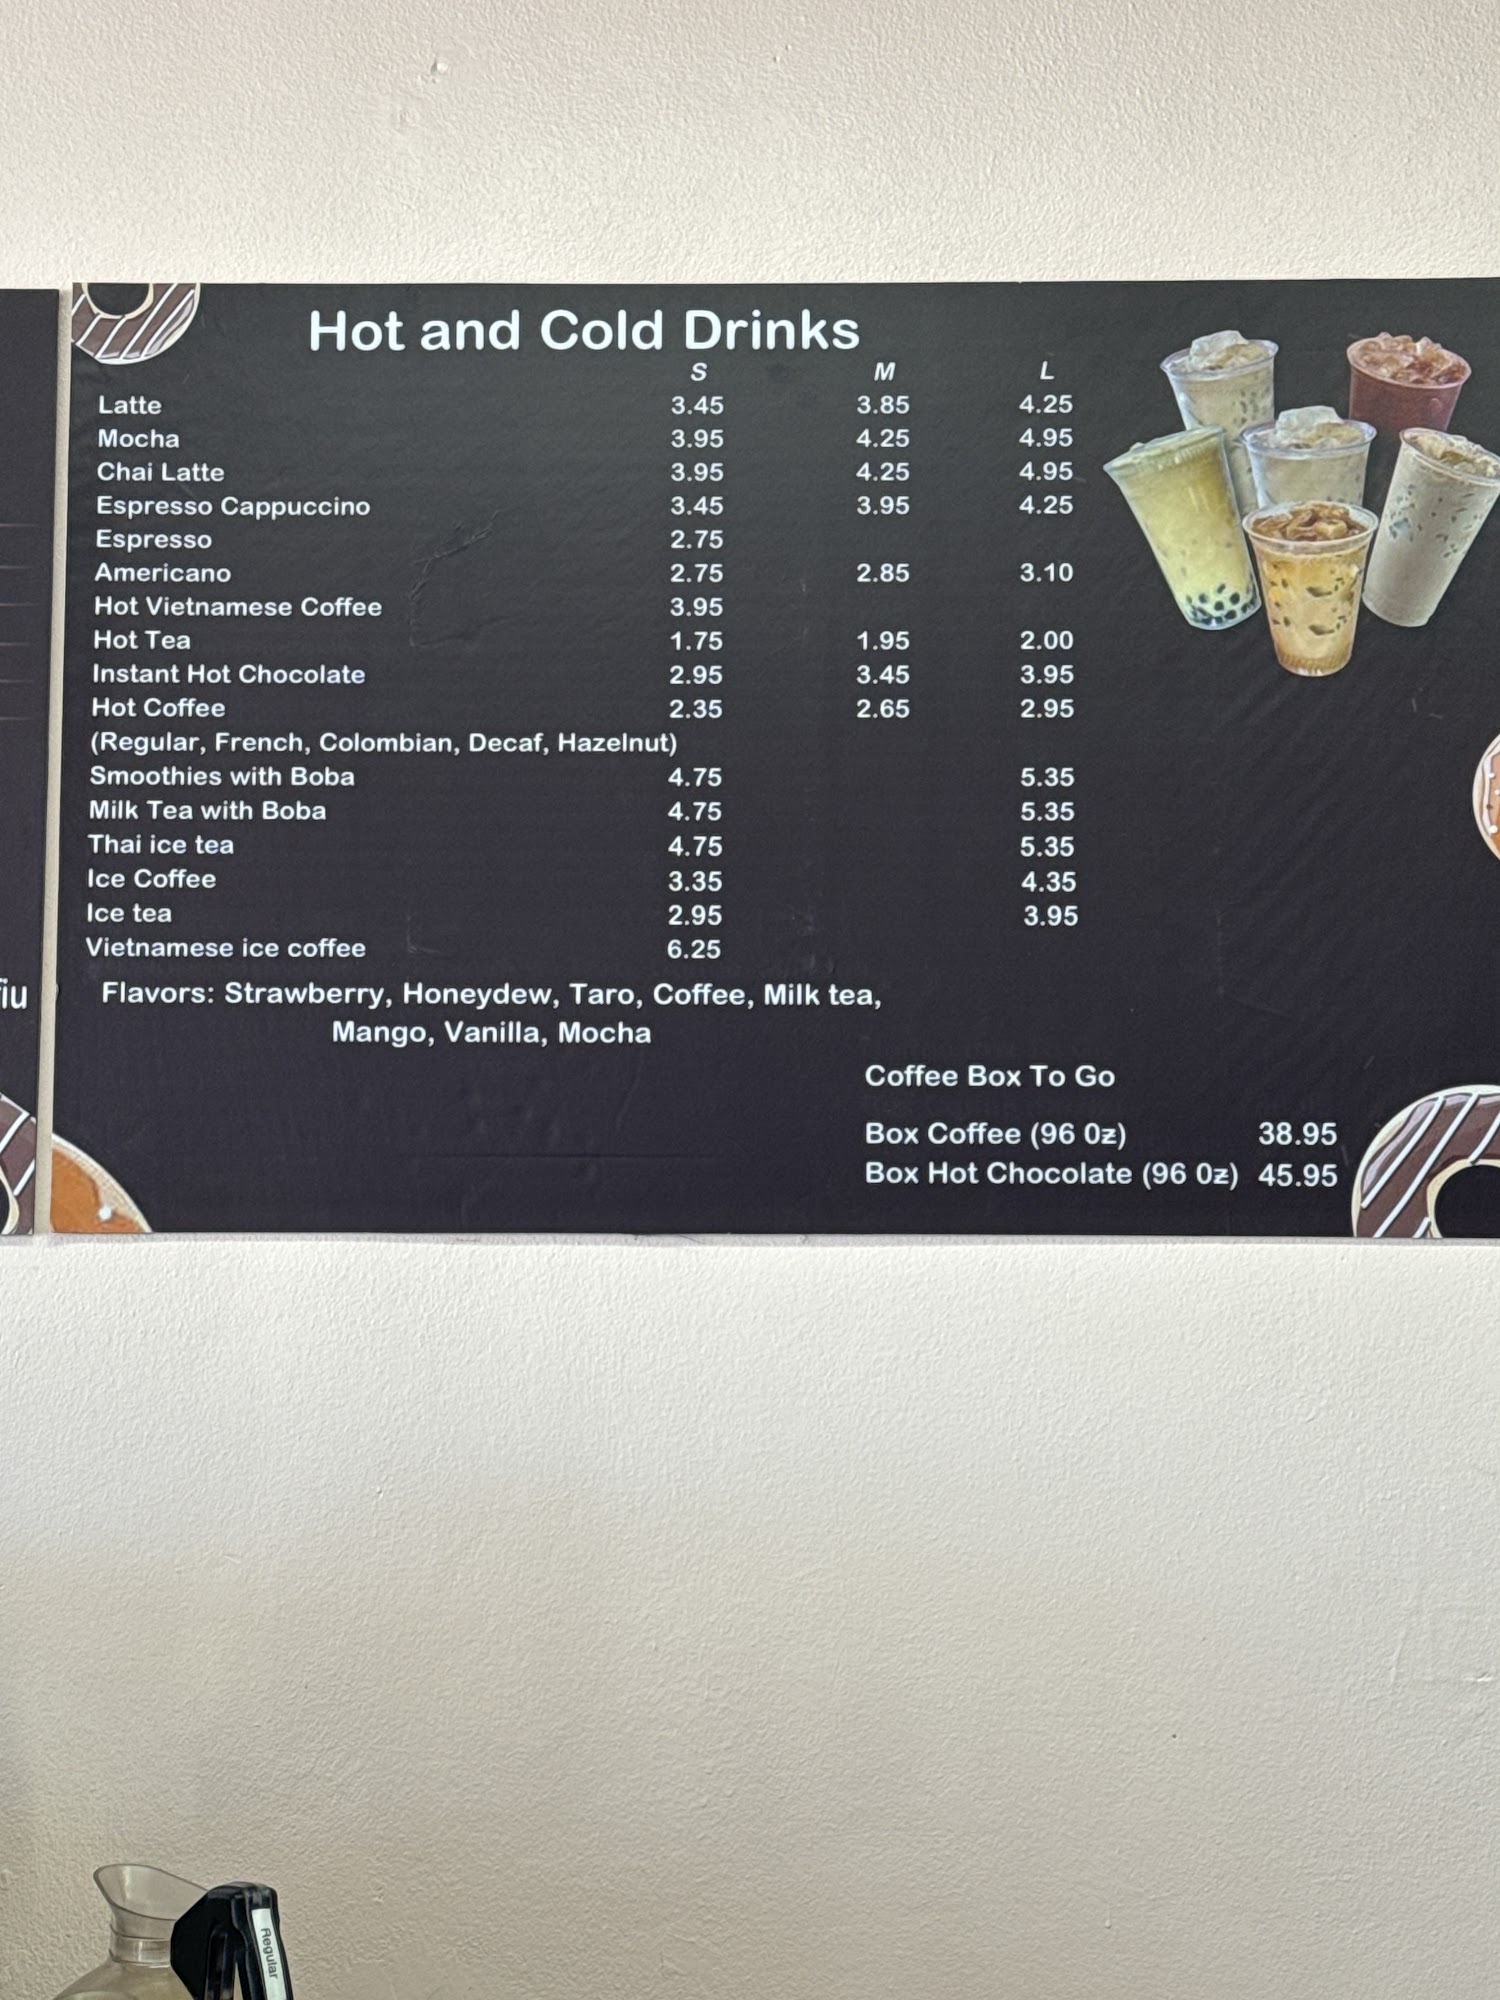 Hot and Cold Drinks
S M L
Latte 3.45 3.85 4.25
Mocha 3.95 4.25 4.95
Chai Latte 3.95 4.25 4.95
Espresso Cappuccino 3.45 3.95 4.25
Espresso 2.75
Americano 2.75 2.85 3.10
Hot Vietnamese Coffee 3.95
Hot Tea 1.75 1.95 2.00
Instant Hot Chocolate 2.95 3.45 3.95
Hot Coffee 2.35 2.65 2.95
(Regular, French, Colombian, Decaf, Hazelnut)
Smoothies with Boba 4.75 5.35
Milk Tea with Boba 4.75 5.35
Thai ice tea 4.75 5.35
Ice Coffee 3.35 4.35
Ice tea 2.95 3.95
Vietnamese ice coffee 6.25
Flavors: Strawberry, Honeydew, Taro, Coffee, Milk tea,
Mango, Vanilla, Mocha
Coffee Box To Go
Box Coffee (96 0z) 38.95
Box Hot Chocolate (96 0z) 45.95
Regular